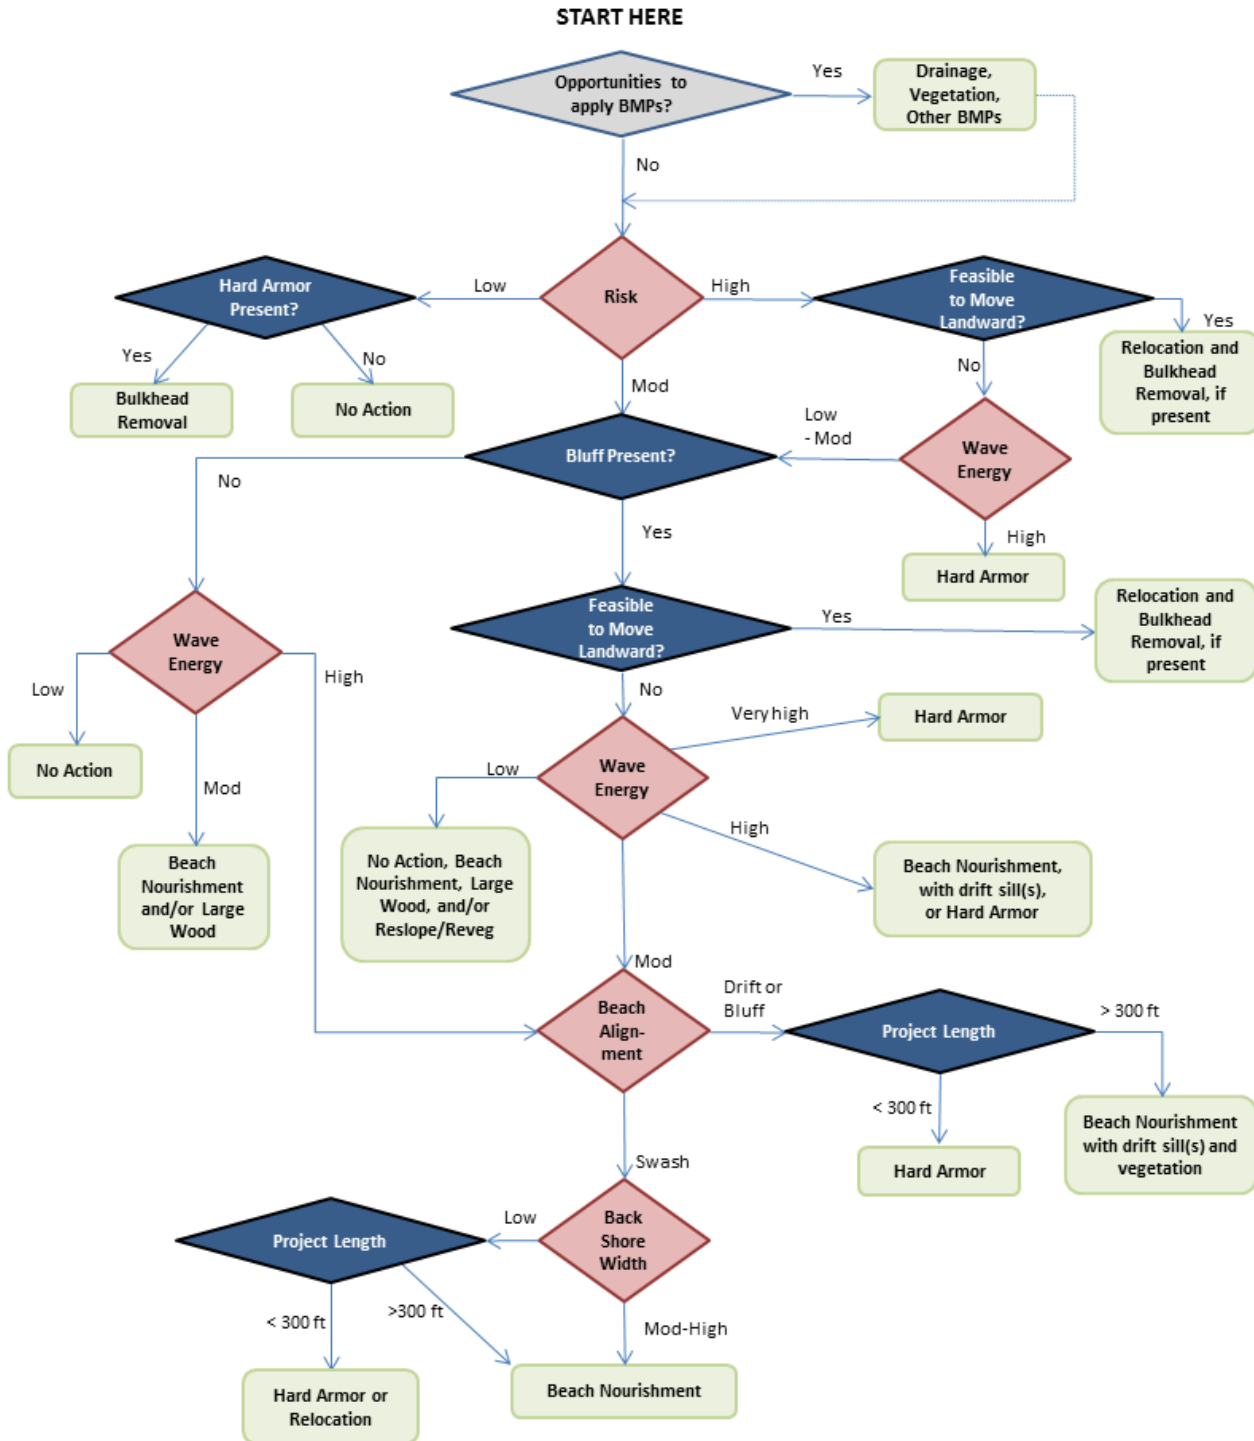 START HERE
Opportunities to
apply BMPs?
Yes
Drainage,
Vegetation,
Other BMPs
No
Hard Armor
Present?
Low
Risk
High
Feasible
to Move
Landward?
Yes
Relocation and
Bulkhead
Removal, if
present
Yes
No
Bulkhead
Removal
No Action
Mod
No
Low
- Mod
Wave
Energy
Bluff Present?
No
Yes
High
Hard Armor
Feasible
to Move
Landward?
Yes
Relocation and
Bulkhead
Removal, if
present
Wave
Energy
Low
High
No
Very high
Hard Armor
No Action
Mod
Low
Wave
Energy
High
Beach
Nourishment
and/or Large
Wood
No Action, Beach
Nourishment, Large
Wood, and/or
Reslope/Reveg
Beach Nourishment,
with drift sill(s),
or Hard Armor
Mod
Beach
Align-
ment
Drift or
Bluff
Project Length
> 300 ft
< 300 ft
Hard Armor
Beach Nourishment
with drift sill(s) and
vegetation
Swash
Project Length
Low
Back
Shore
Width
< 300 ft
>300 ft
Mod-High
Hard Armor or
Relocation
Beach Nourishment